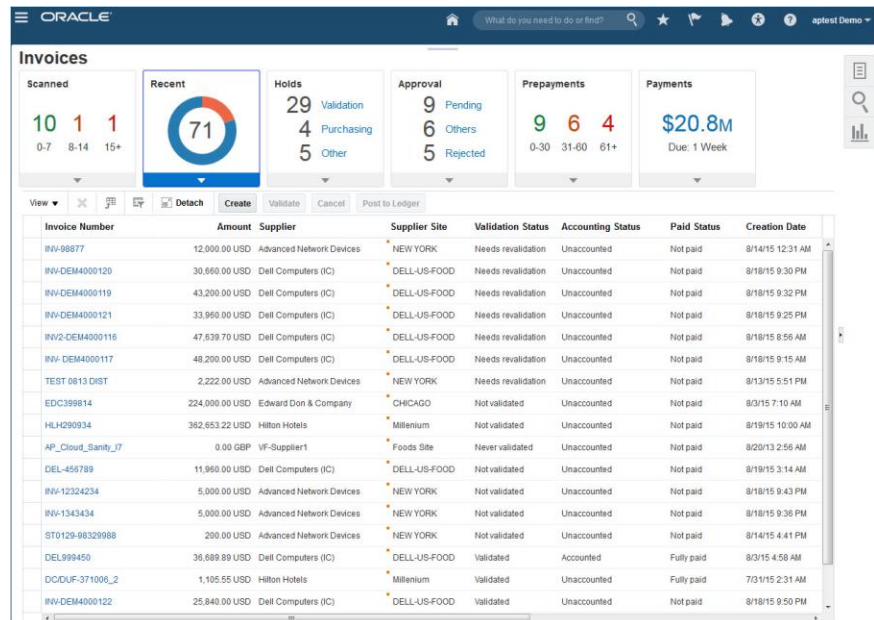 ORACLE
What do you need to do or find?
aptest Demo
Invoices
Scanned Recent Holds Approval Prepayments Payments
10 1 1
0-7 8-14 15+
71
29 Validation
4 Purchasing
5 Other
9 Pending
6 Others
5 Rejected
9 6 4
0-30 31-60 61+
$20.8M
Due: 1 Week
View Detach Create Validate Cancel Post to Ledger
Invoice Number Amount Supplier Supplier Site Validation Status Accounting Status Paid Status Creation Date
INV-98877 12,000.00 USD Advanced Network Devices NEW YORK Needs revalidation Unaccounted Not paid 8/14/15 12:31 AM
INV-DEM4000120 30,660.00 USD Dell Computers (IC) DELL-US-FOOD Needs revalidation Unaccounted Not paid 8/18/15 9:30 PM
INV-DEM4000119 43,200.00 USD Dell Computers (IC) DELL-US-FOOD Needs revalidation Unaccounted Not paid 8/18/15 9:32 PM
INV-DEM4000121 33,960.00 USD Dell Computers (IC) DELL-US-FOOD Needs revalidation Unaccounted Not paid 8/18/15 9:25 PM
INV2-DEM4000116 47,639.70 USD Dell Computers (IC) DELL-US-FOOD Needs revalidation Unaccounted Not paid 8/18/15 8:56 AM
INV- DEM4000117 48,200.00 USD Dell Computers (IC) DELL-US-FOOD Needs revalidation Unaccounted Not paid 8/18/15 9:15 AM
TEST 0813 DIST 2,222.00 USD Advanced Network Devices NEW YORK Needs revalidation Unaccounted Not paid 8/13/15 5:51 PM
EDC399814 224,000.00 USD Edward Don & Company CHICAGO Not validated Unaccounted Not paid 8/3/15 7:10 AM
HLH290934 362,653.22 USD Hilton Hotels Millenium Not validated Unaccounted Not paid 8/19/15 10:00 AM
AP_Cloud_Sanity_I7 0.00 GBP VF-Supplier1 Foods Site Never validated Unaccounted Not paid 8/20/13 2:56 AM
DEL-456789 11,960.00 USD Dell Computers (IC) DELL-US-FOOD Not validated Unaccounted Not paid 8/19/15 3:14 AM
INV-12324234 5,000.00 USD Advanced Network Devices NEW YORK Not validated Unaccounted Not paid 8/18/15 9:43 PM
INV-1343434 5,000.00 USD Advanced Network Devices NEW YORK Not validated Unaccounted Not paid 8/18/15 9:36 PM
ST0129-98329988 200.00 USD Advanced Network Devices NEW YORK Not validated Unaccounted Not paid 8/14/15 4:41 PM
DEL999450 36,689.89 USD Dell Computers (IC) DELL-US-FOOD Validated Accounted Fully paid 8/3/15 4:58 AM
DC/DUF-371006_2 1,105.55 USD Hilton Hotels Millenium Validated Unaccounted Fully paid 7/31/15 2:31 AM
INV-DEM4000122 25,840.00 USD Dell Computers (IC) DELL-US-FOOD Validated Unaccounted Not paid 8/18/15 9:50 PM